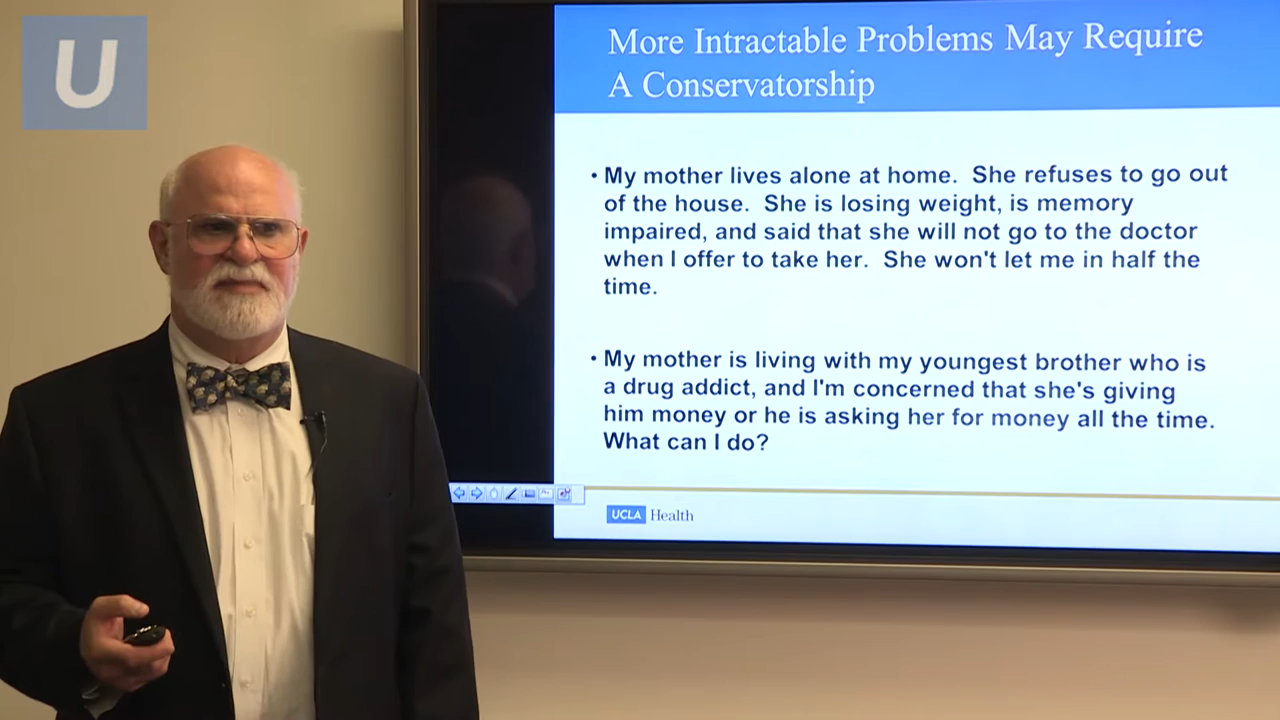 U
More Intractable Problems May Require
A Conservatorship
• My mother lives alone at home. She refuses to go out
of the house. She is losing weight, is memory
impaired, and said that she will not go to the doctor
when I offer to take her. She won't let me in half the
time.
• My mother is living with my youngest brother who is
a drug addict, and I'm concerned that she's giving
him money or he is asking her for money all the time.
What can I do?
UCLA Health